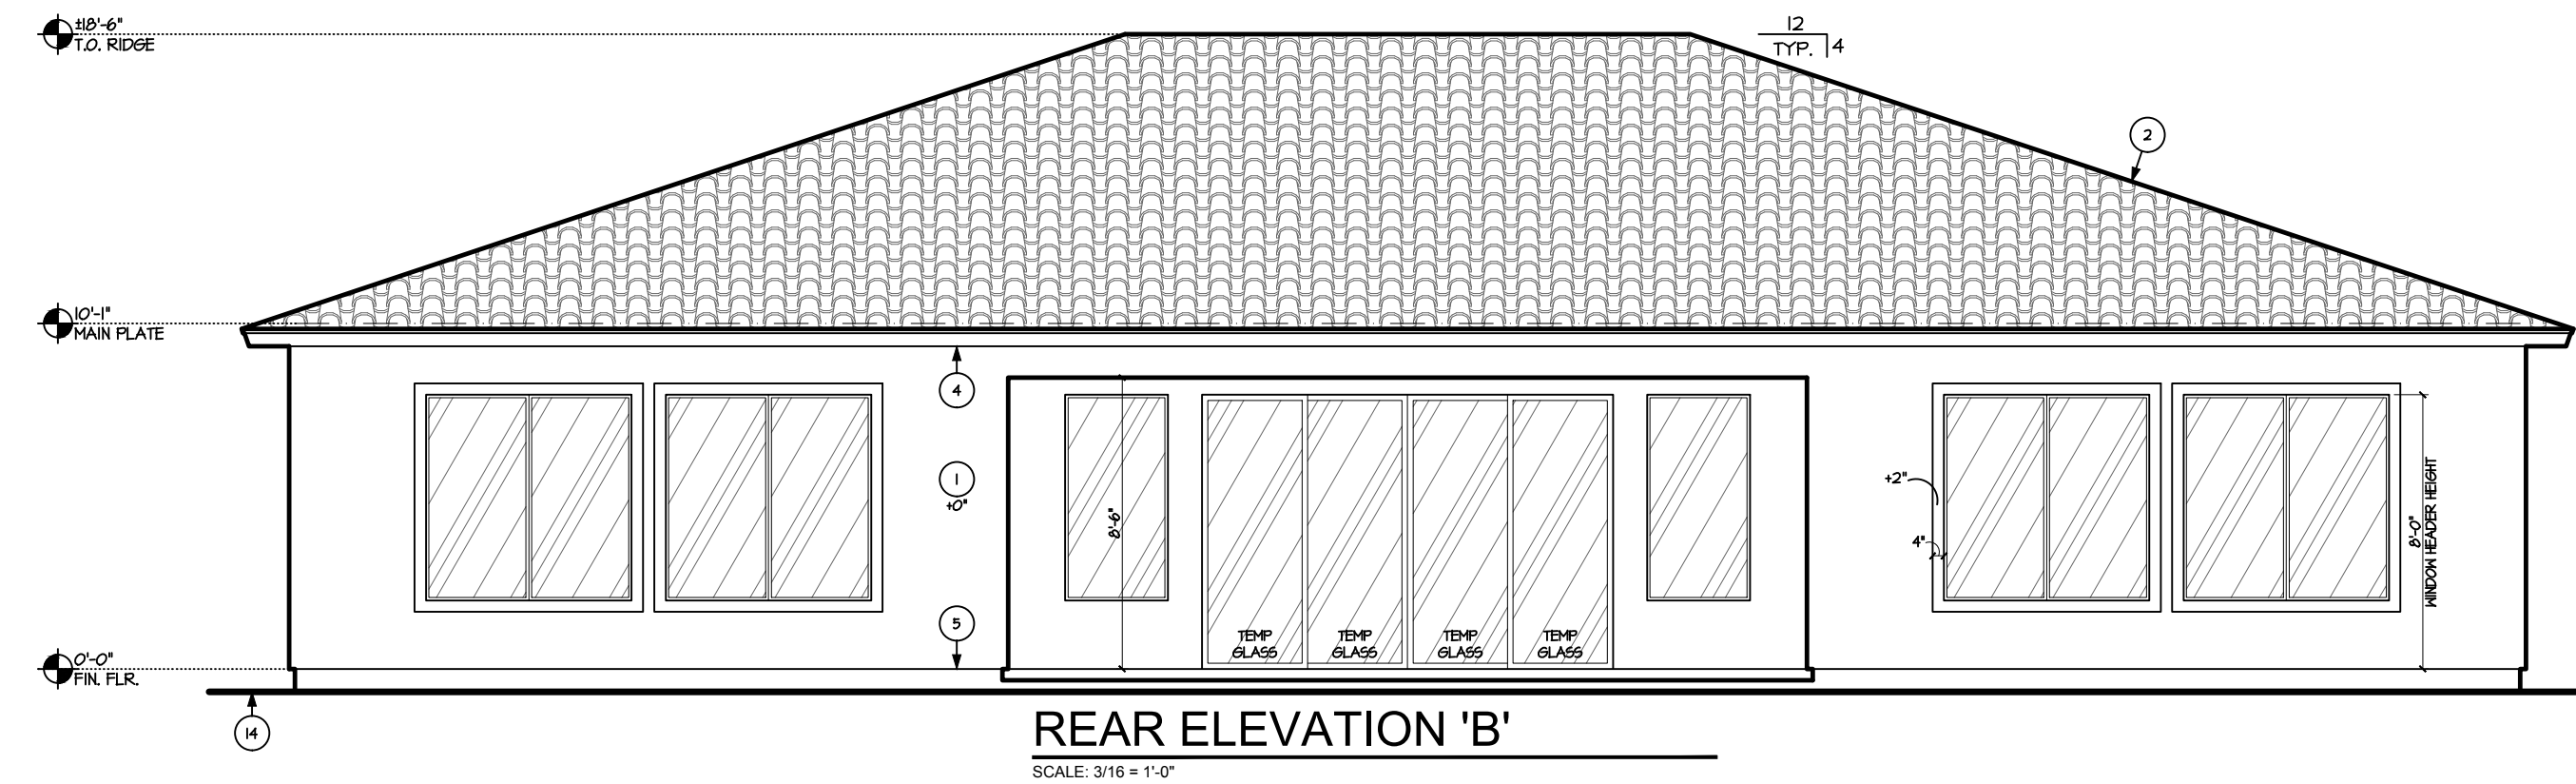 ±18'-6"
T.O. RIDGE
12
TYP. 4
2
10'-1"
MAIN PLATE
4
1
+0"
8'-6"
+2"
4"
8'-0"
WINDOW HEADER HEIGHT
5
TEMP GLASS
TEMP GLASS
TEMP GLASS
TEMP GLASS
0'-0"
FIN. FLR.
14
REAR ELEVATION 'B'
SCALE: 3/16 = 1'-0"